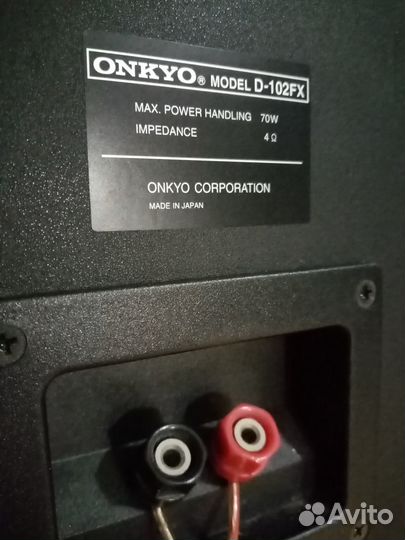 ONKYO® MODEL D-102FX
MAX. POWER HANDLING 70W
IMPEDANCE 4 Ω
ONKYO CORPORATION
MADE IN JAPAN
Avito